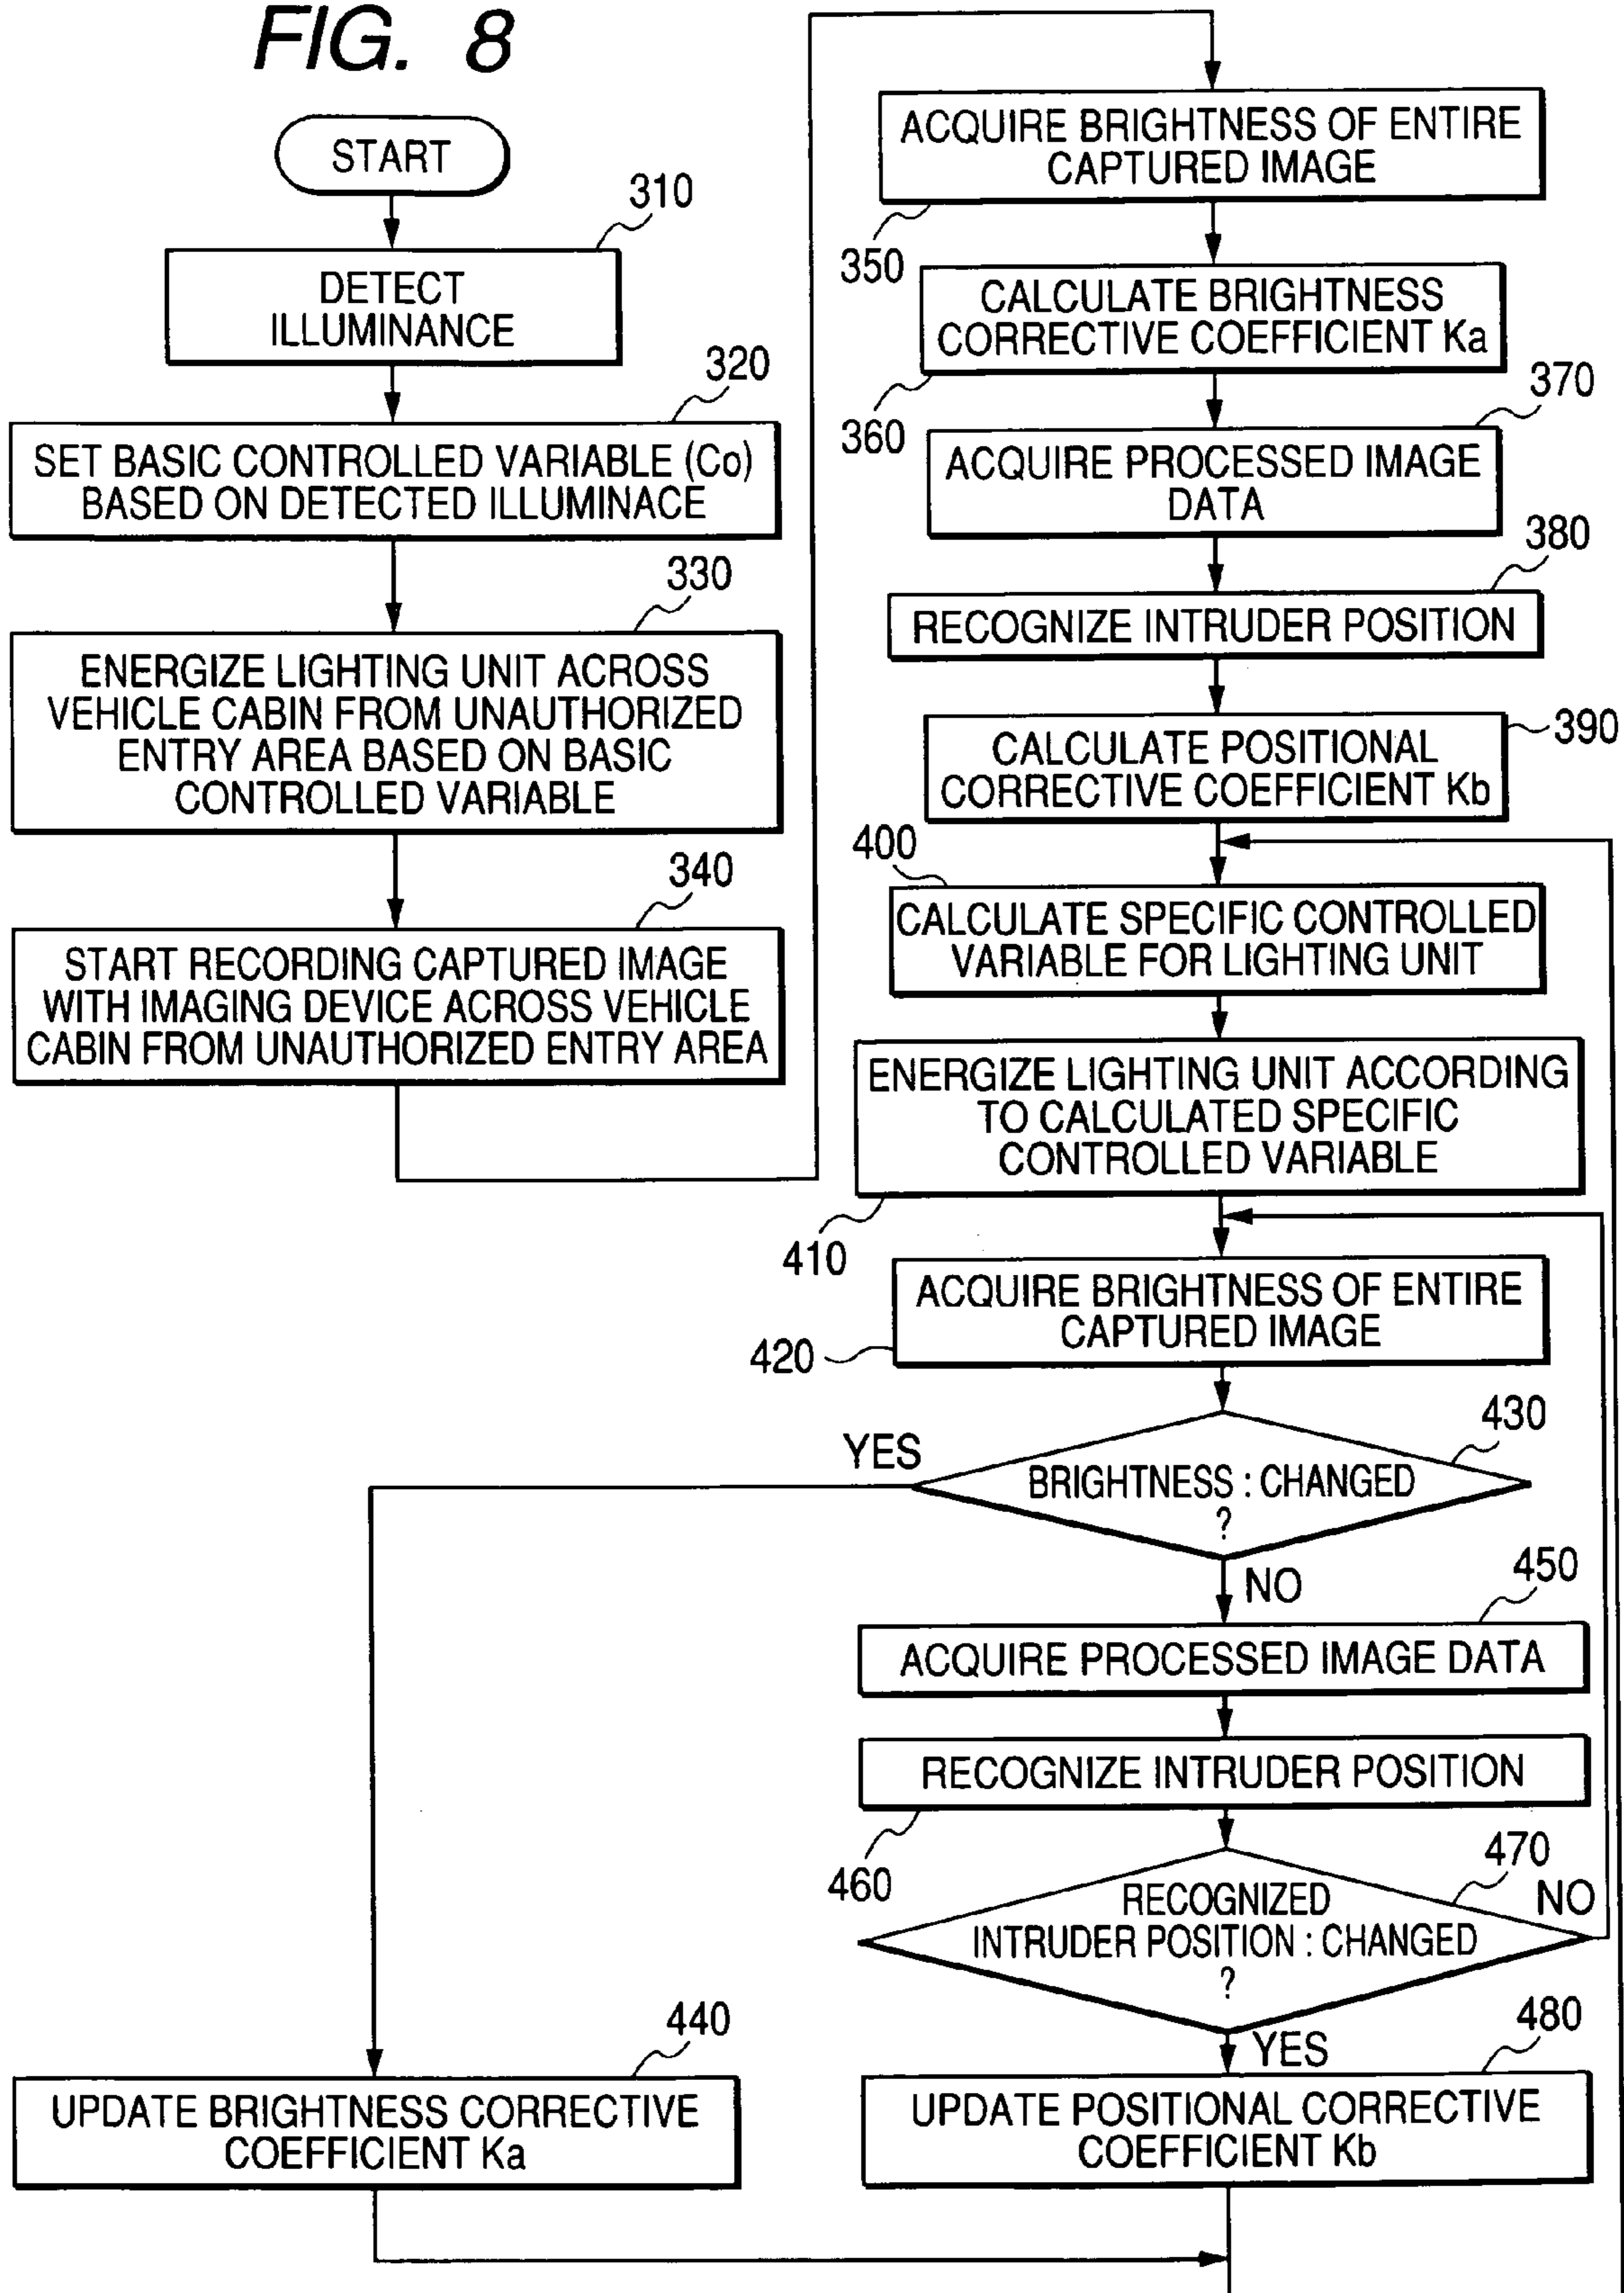 FIG. 8
START
310
DETECT
ILLUMINANCE
320
SET BASIC CONTROLLED VARIABLE (Co)
BASED ON DETECTED ILLUMINACE
330
ENERGIZE LIGHTING UNIT ACROSS
VEHICLE CABIN FROM UNAUTHORIZED
ENTRY AREA BASED ON BASIC
CONTROLLED VARIABLE
340
START RECORDING CAPTURED IMAGE
WITH IMAGING DEVICE ACROSS VEHICLE
CABIN FROM UNAUTHORIZED ENTRY AREA
ACQUIRE BRIGHTNESS OF ENTIRE
CAPTURED IMAGE
350
CALCULATE BRIGHTNESS
CORRECTIVE COEFFICIENT Ka
360
370
ACQUIRE PROCESSED IMAGE
DATA
380
RECOGNIZE INTRUDER POSITION
390
CALCULATE POSITIONAL
CORRECTIVE COEFFICIENT Kb
400
CALCULATE SPECIFIC CONTROLLED
VARIABLE FOR LIGHTING UNIT
ENERGIZE LIGHTING UNIT ACCORDING
TO CALCULATED SPECIFIC
CONTROLLED VARIABLE
410
ACQUIRE BRIGHTNESS OF ENTIRE
CAPTURED IMAGE
420
430
YES
BRIGHTNESS : CHANGED
?
NO
450
ACQUIRE PROCESSED IMAGE DATA
RECOGNIZE INTRUDER POSITION
460
470
RECOGNIZED
INTRUDER POSITION : CHANGED
?
NO
YES
440
UPDATE BRIGHTNESS CORRECTIVE
COEFFICIENT Ka
480
UPDATE POSITIONAL CORRECTIVE
COEFFICIENT Kb